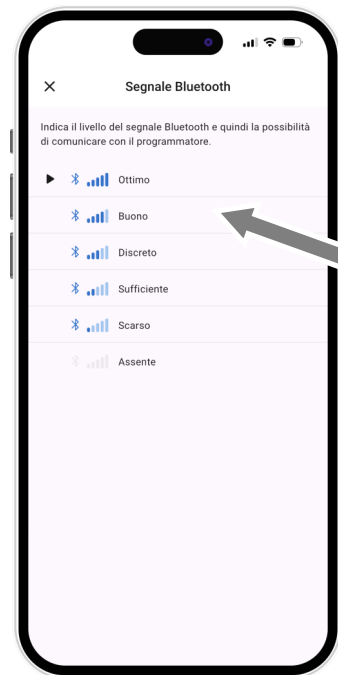 Segnale Bluetooth
Indica il livello del segnale Bluetooth e quindi la possibilità
di comunicare con il programmatore.
Ottimo
Buono
Discreto
Sufficiente
Scarso
Assente